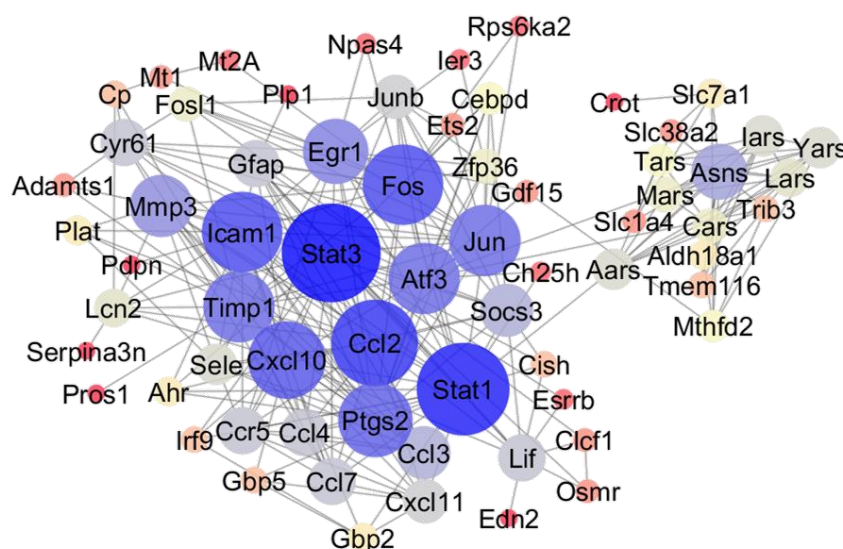 Rps6ka2
Npas4
Mt2A
Ier3
Mt1
Cp
Plp1
Junb
Cebpd
Crot
Slc7a1
Fosl1
Ets2
Slc38a2
Iars
Yars
Cyr61
Gfap
Egr1
Zfp36
Tars
Asns
Lars
Adamts1
Fos
Gdf15
Mars
Trib3
Mmp3
Icam1
Slc1a4
Cars
Plat
Stat3
Jun
Aldh18a1
Pdpn
Atf3
Ch25h
Aars
Tmem116
Lcn2
Timp1
Socs3
Mthfd2
Serpina3n
Sele
Cxcl10
Ccl2
Cish
Pros1
Ahr
Stat1
Esrrb
Irf9
Ccr5
Ccl4
Ptgs2
Clcf1
Ccl3
Lif
Gbp5
Ccl7
Cxcl11
Osmr
Edn2
Gbp2